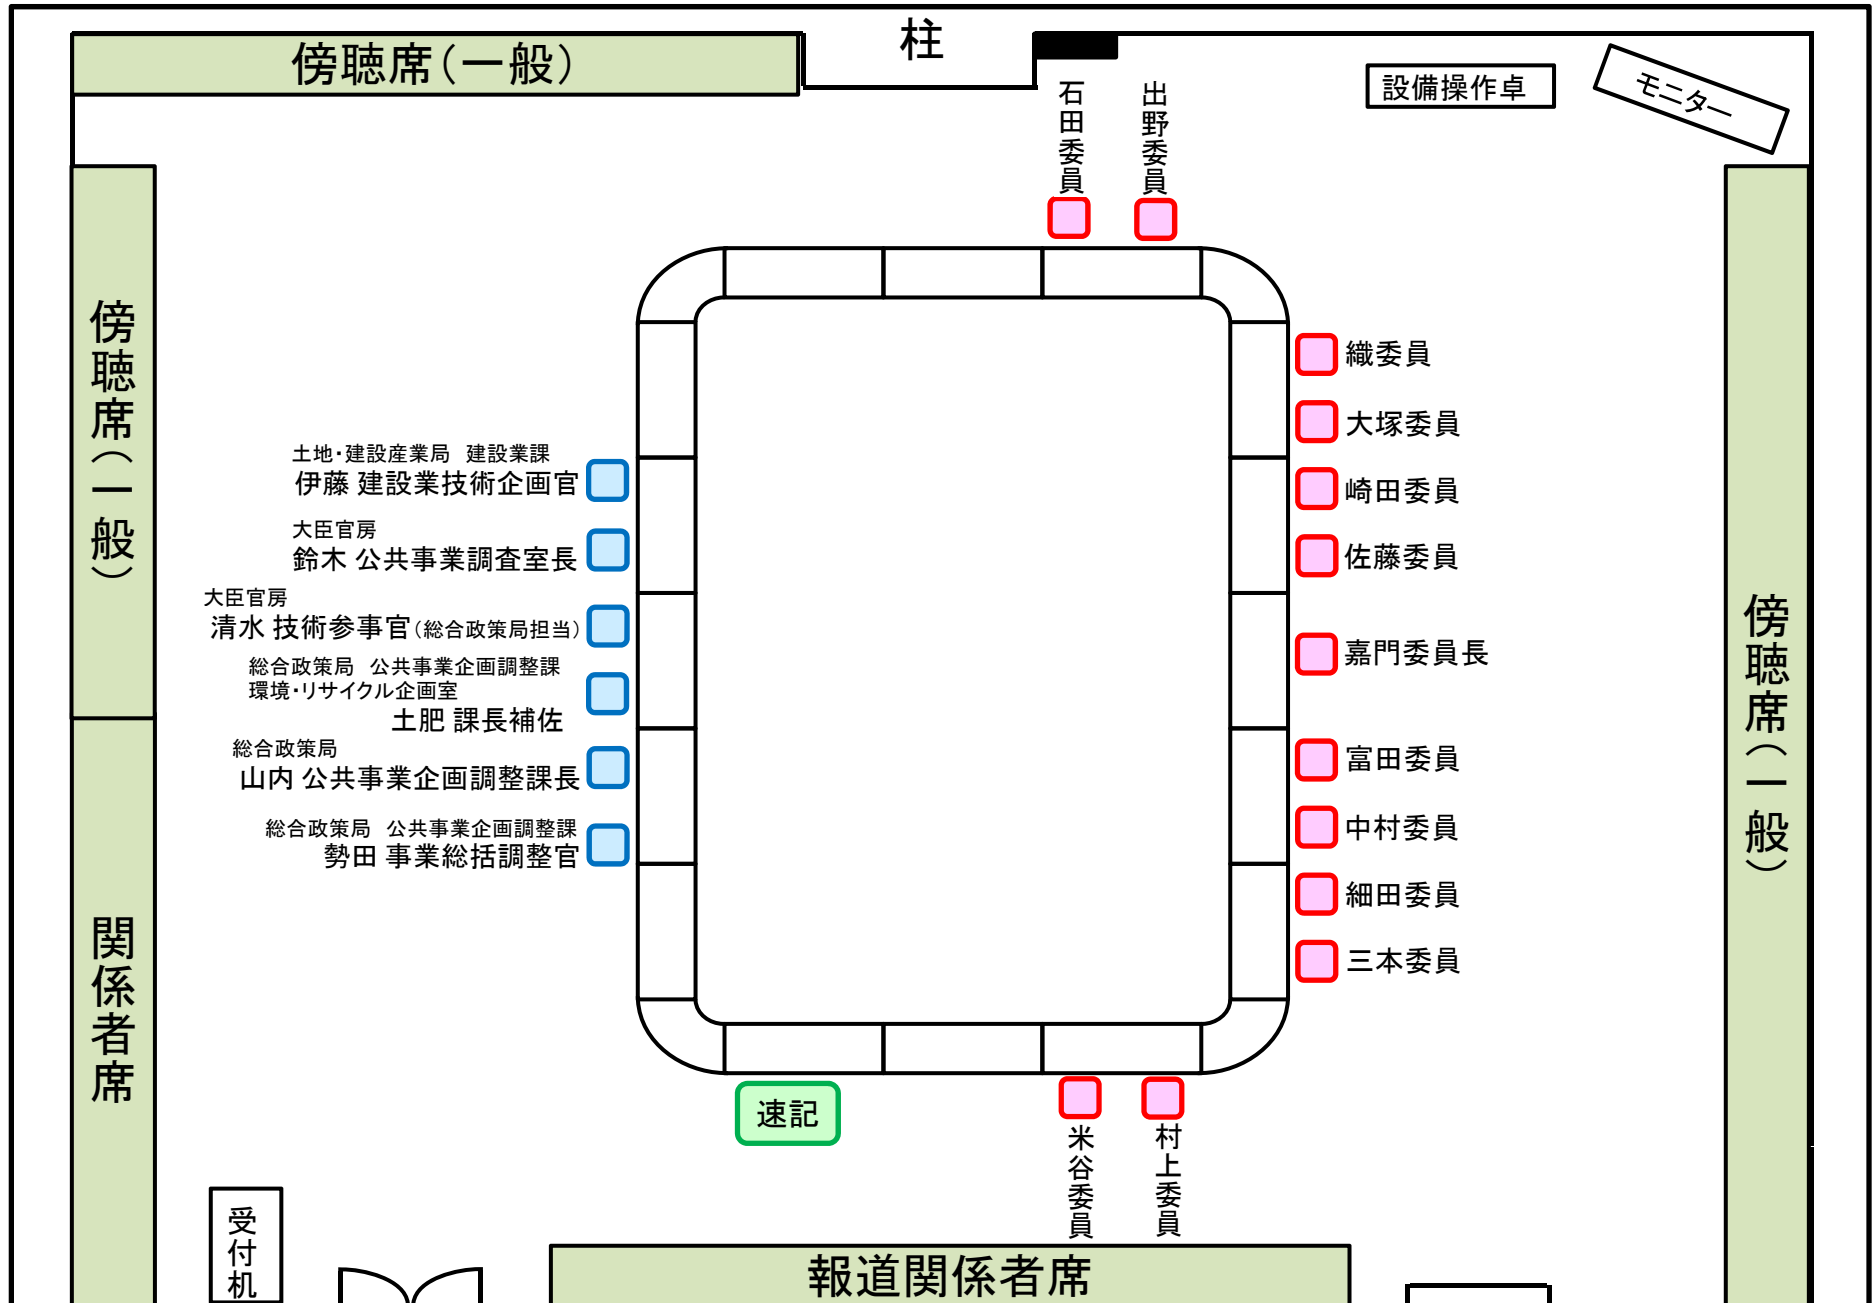 柱
傍聴席(一般)
設備操作卓
モニター
石田委員
出野委員
傍聴席(一般)
関係者席
土地・建設産業局　建設業課
伊藤 建設業技術企画官
大臣官房
鈴木 公共事業調査室長
大臣官房
清水 技術参事官(総合政策局担当)
総合政策局　公共事業企画調整課
環境・リサイクル企画室
土肥 課長補佐
総合政策局
山内 公共事業企画調整課長
総合政策局　公共事業企画調整課
勢田 事業総括調整官
織委員
大塚委員
崎田委員
佐藤委員
嘉門委員長
富田委員
中村委員
細田委員
三本委員
傍聴席(一般)
速記
米谷委員
村上委員
受付机
報道関係者席